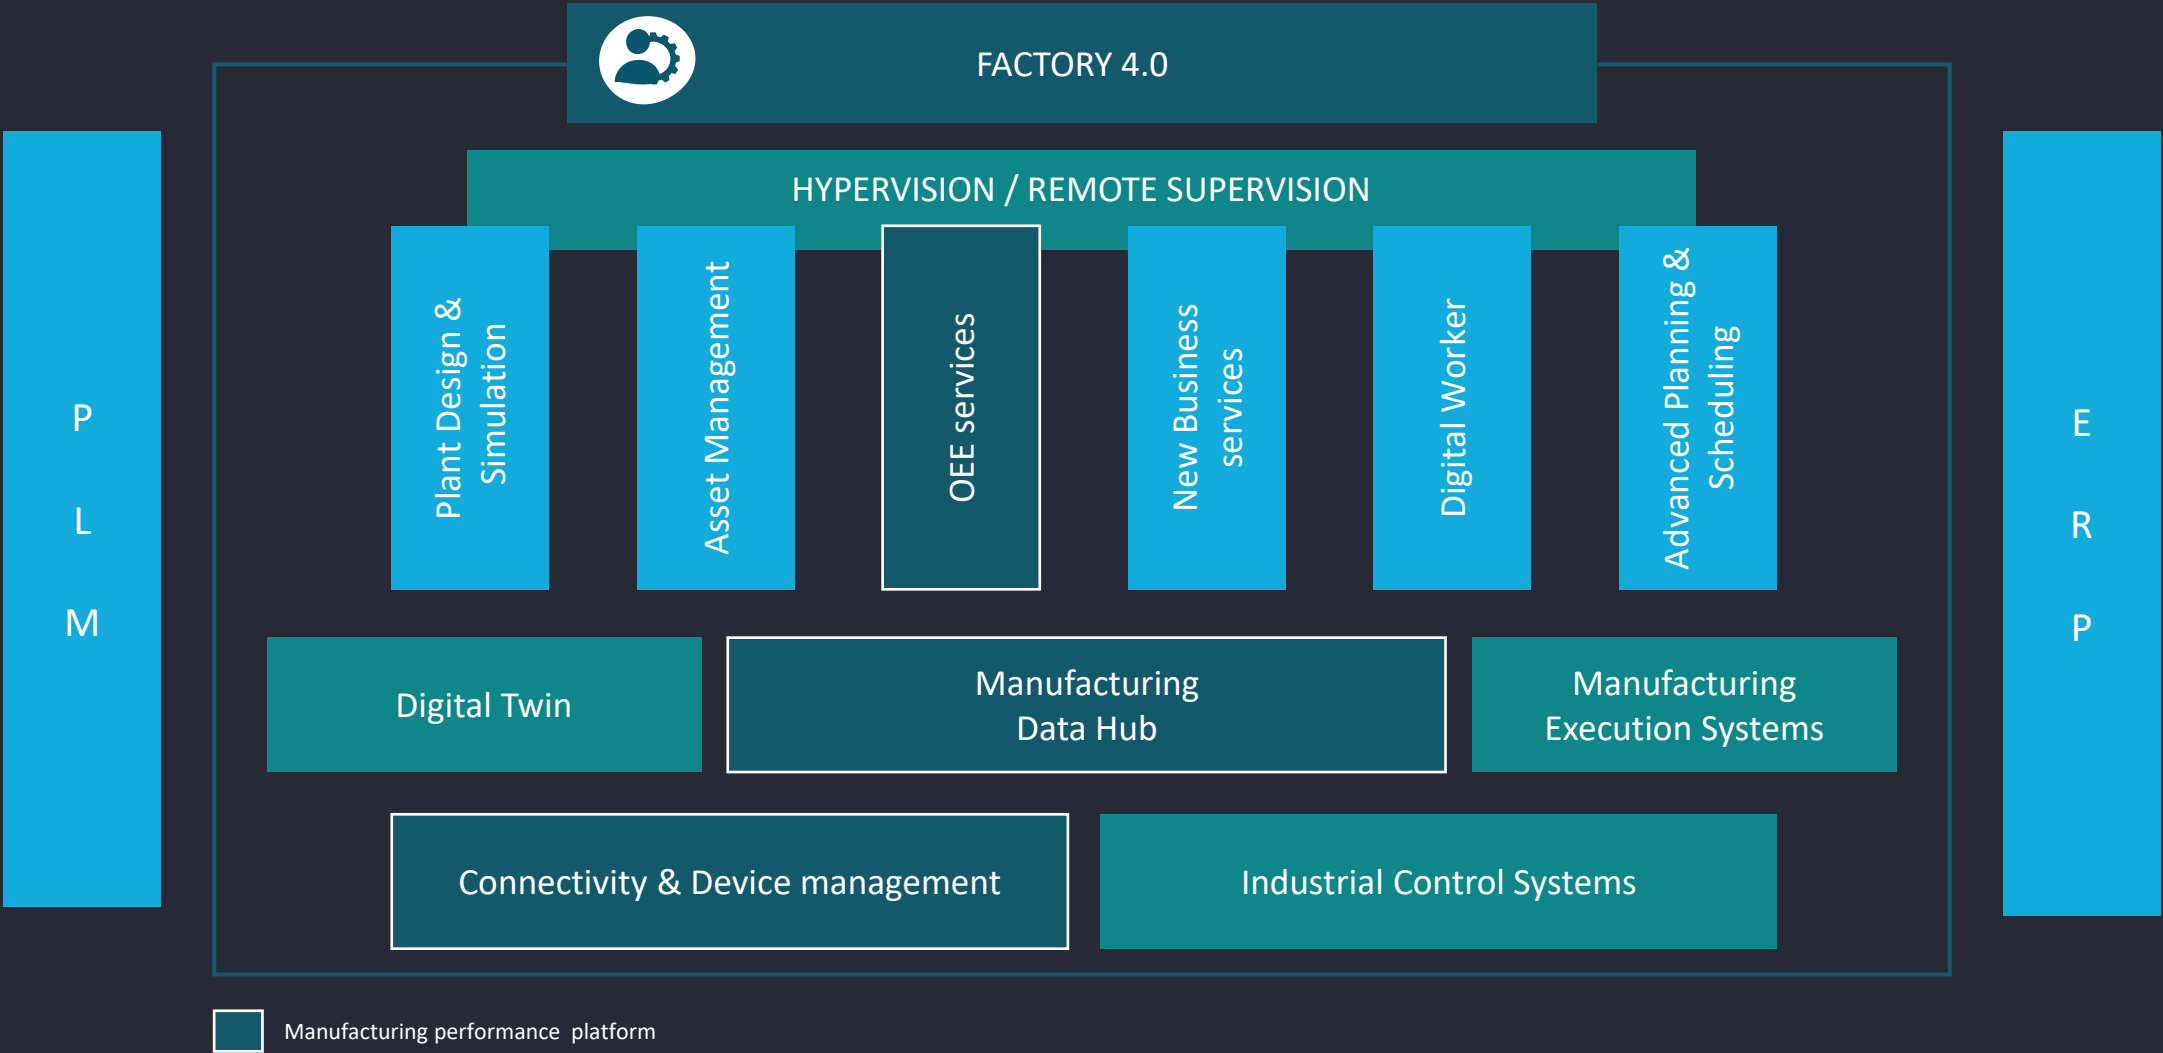 FACTORY 4.0
HYPERVISION / REMOTE SUPERVISION
P
L
M
Plant Design &
Simulation
Asset Management
OEE services
New Business
services
Digital Worker
Advanced Planning &
Scheduling
E
R
P
Digital Twin
Manufacturing
Data Hub
Manufacturing
Execution Systems
Connectivity & Device management
Industrial Control Systems
Manufacturing performance platform